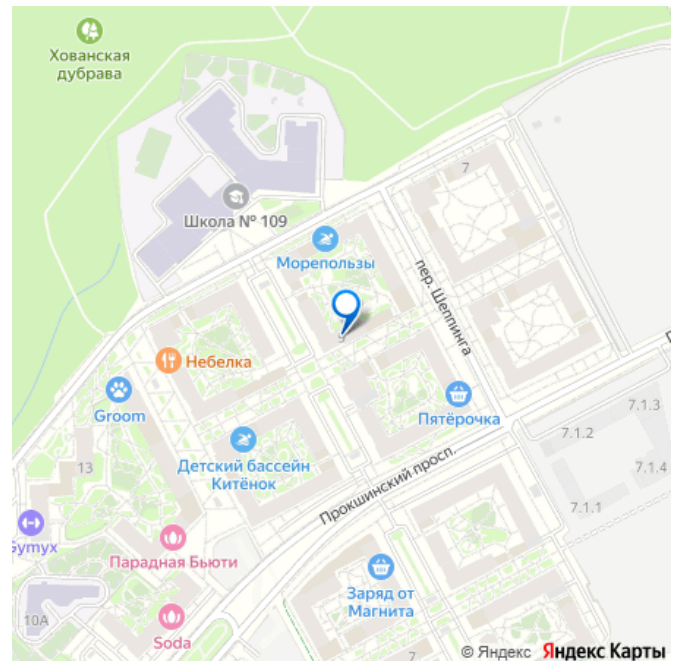 Хованская
дубрава
7
Школа № 109
Морепользы
пер. Шеппинга
9
Небелка
Groom
Пятёрочка
7.1.3
7.1.2
Детский бассейн
Китёнок
13
7.1.4
Прокшинский просп.
7.1.1
Gymyx
Парадная Бьюти
Заряд от
Магнита
10А
Soda
7
© Яндекс Яндекс Карты